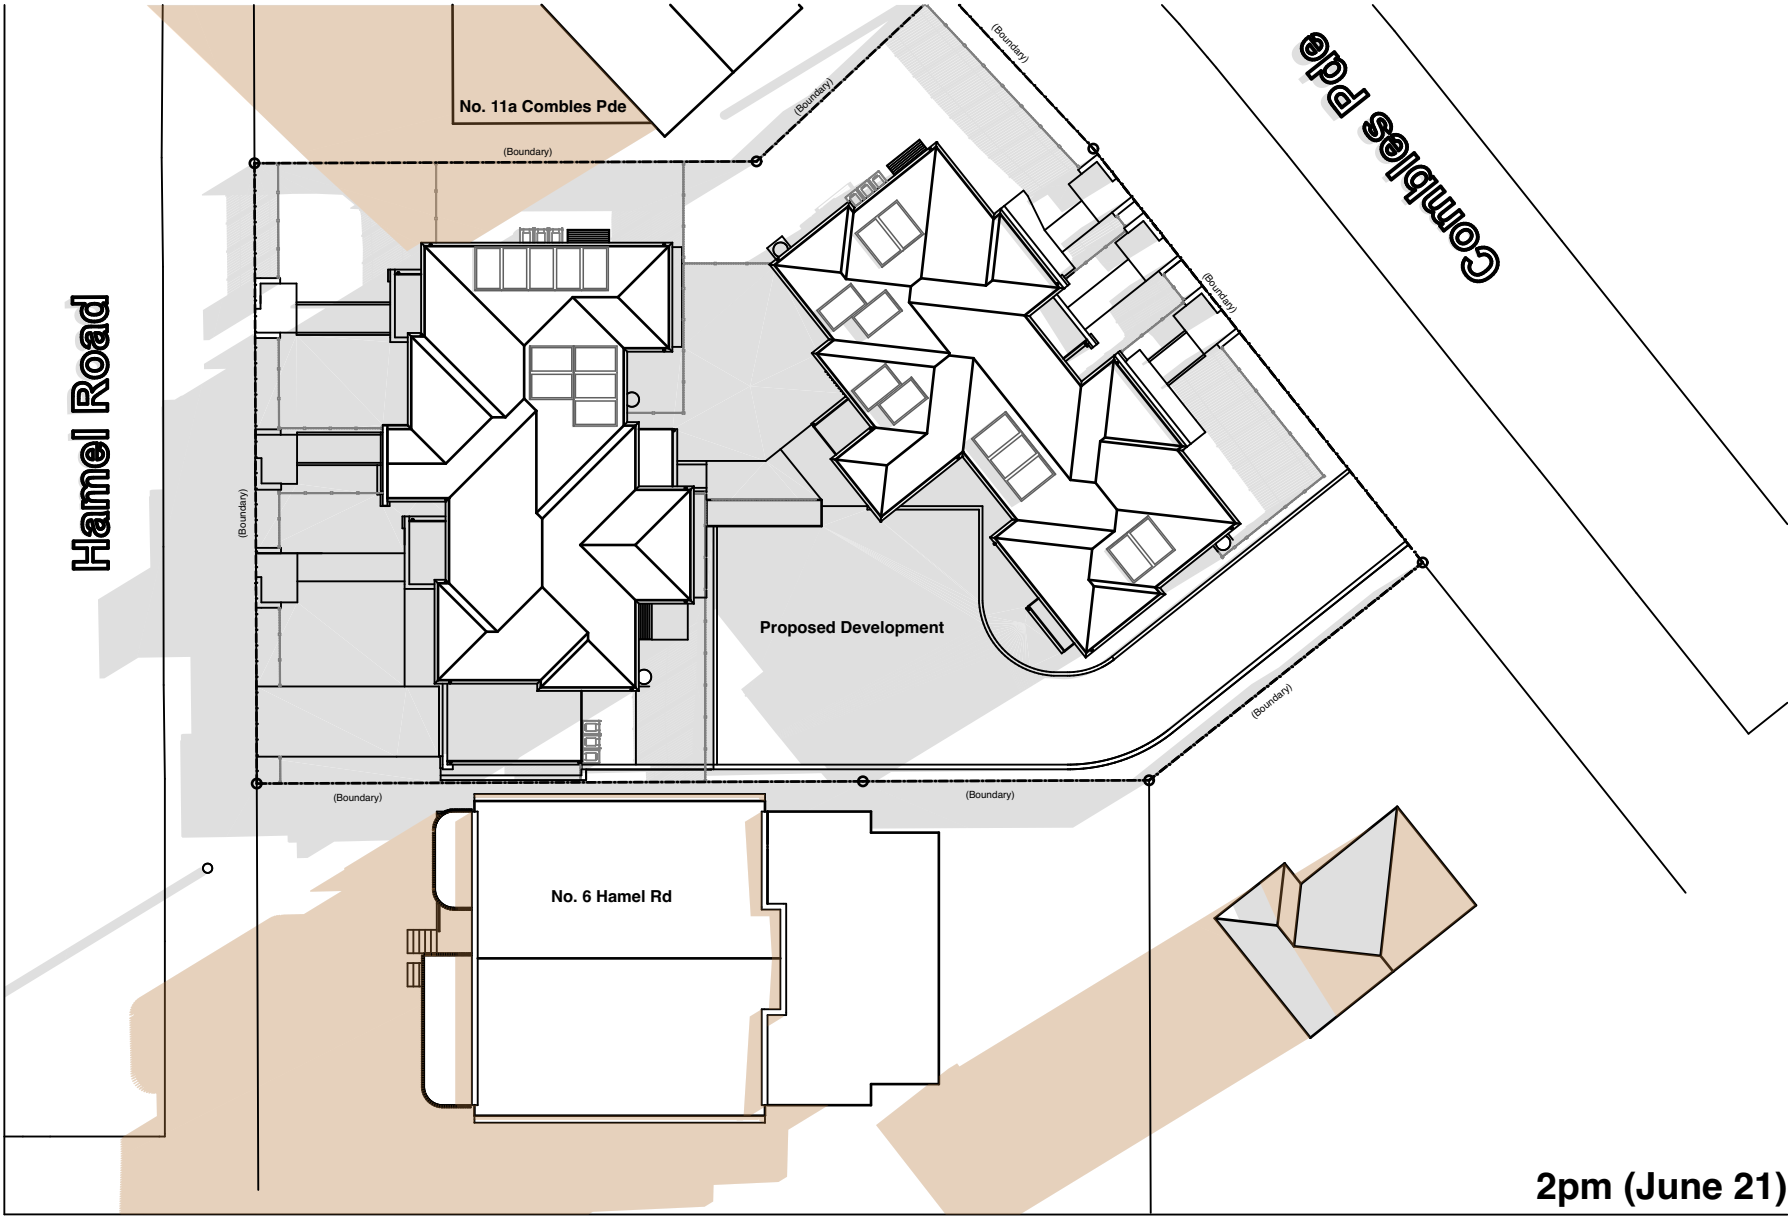 No. 11a Combles Pde
(Boundary)
(Boundary)
(Boundary)
Combles Pde
(Boundary)
Hamel Road
(Boundary)
Proposed Development
(Boundary)
(Boundary)
(Boundary)
No. 6 Hamel Rd
2pm (June 21)